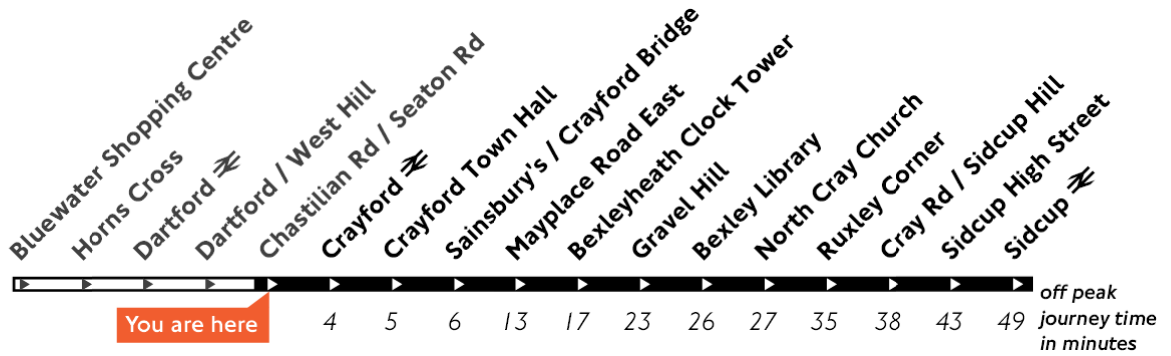 Bluewater Shopping Centre
Horns Cross
Dartford
Dartford / West Hill
Chastilian Rd / Seaton Rd
Crayford
Crayford Town Hall
Sainsbury's / Crayford Bridge
Mayplace Road East
Bexleyheath Clock Tower
Gravel Hill
Bexley Library
North Cray Church
Ruxley Corner
Cray Rd / Sidcup Hill
Sidcup High Street
Sidcup
You are here
4 5 6 13 17 23 26 27 35 38 43 49
off peak
journey time
in minutes